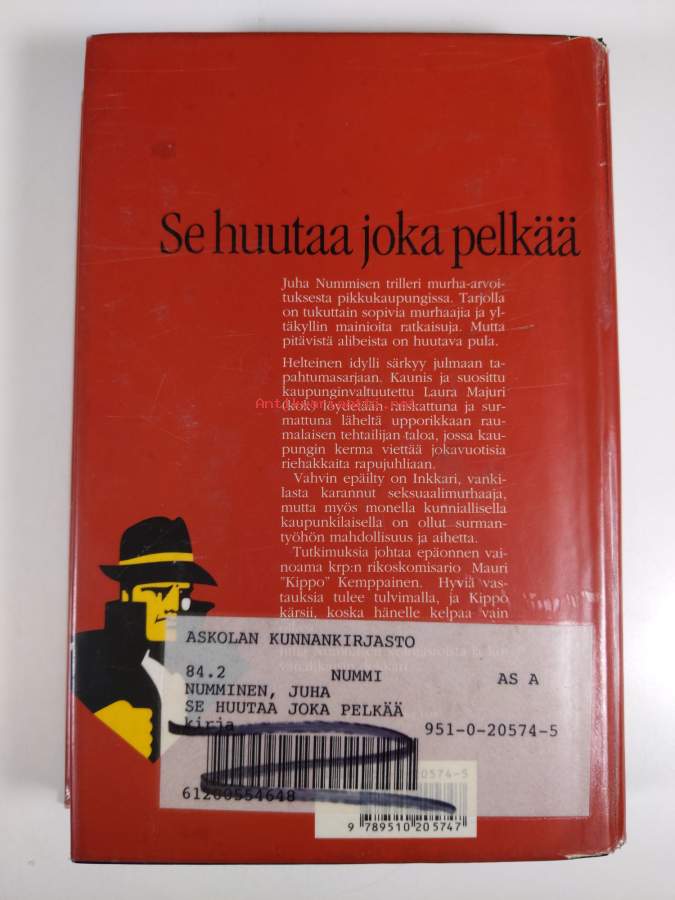 Se huutaa joka pelkää
Juha Nummisen trilleri murha-arvoi-
tuksesta pikkukaupungissa. Tarjolla
on tukuttain sopivia murhaajia ja yl-
täkyllin mainioita ratkaisuja. Mutta
pitävistä alibeista on huutava pula.
Helteinen idylli särkyy julmaan ta-
pahtumasarjaan. Kaunis ja suosittu
kaupunginvaltuutettu Laura Majuri
(kok) löydetään raiskattuna ja sur-
mattuna läheltä upporikkaan rau-
malaisen tehtailijan taloa, jossa kau-
pungin kerma viettää jokavuotisia
riehakkaita rapujuhliaan.
Vahvin epäilty on Inkkari, vanki-
lasta karannut seksuaalimurhaaja,
mutta myös monella kunniallisella
kaupunkilaisella on ollut surman-
työhön mahdollisuus ja aihetta.
Tutkimuksia johtaa epäonnen vai-
noama krp:n rikoskomisario Mauri
"Kippo" Kemppainen. Hyviä vas-
tauksia tulee tulvimalla, ja Kippo
kärsii, koska hänelle kelpaa vain
ASKOLAN KUNNANKIRJASTO
84.2 NUMMI AS A
NUMMINEN, JUHA
SE HUUTAA JOKA PELKÄÄ
kirja 951-0-20574-5
61200554648
20574-5
9 789510 205747